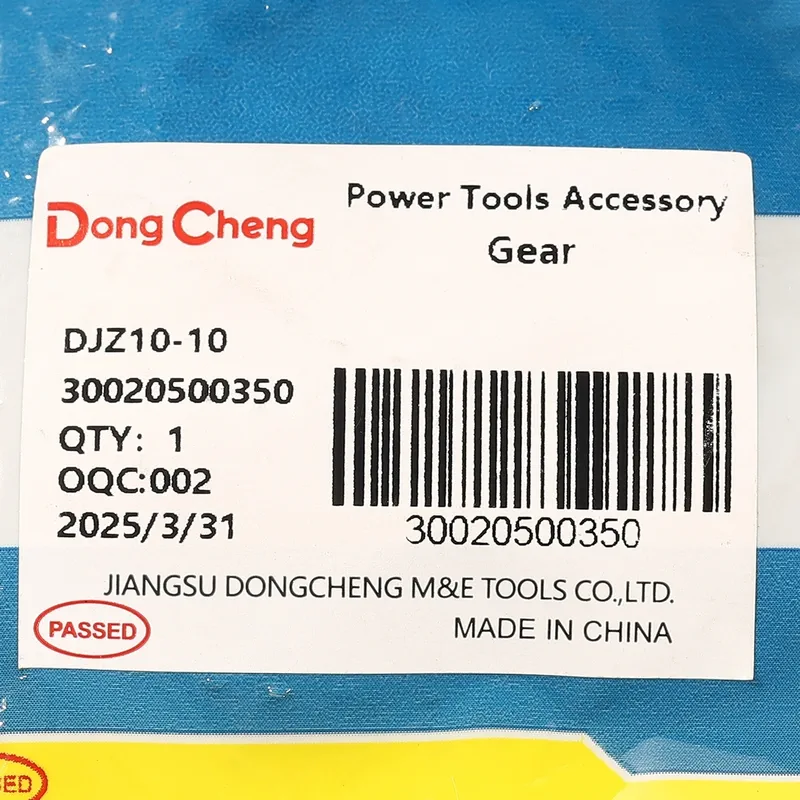 Dong Cheng
Power Tools Accessory
Gear
DJZ10-10
30020500350
QTY: 1
OQC:002
2025/3/31
30020500350
JIANGSU DONGCHENG M&E TOOLS CO.,LTD.
PASSED
MADE IN CHINA